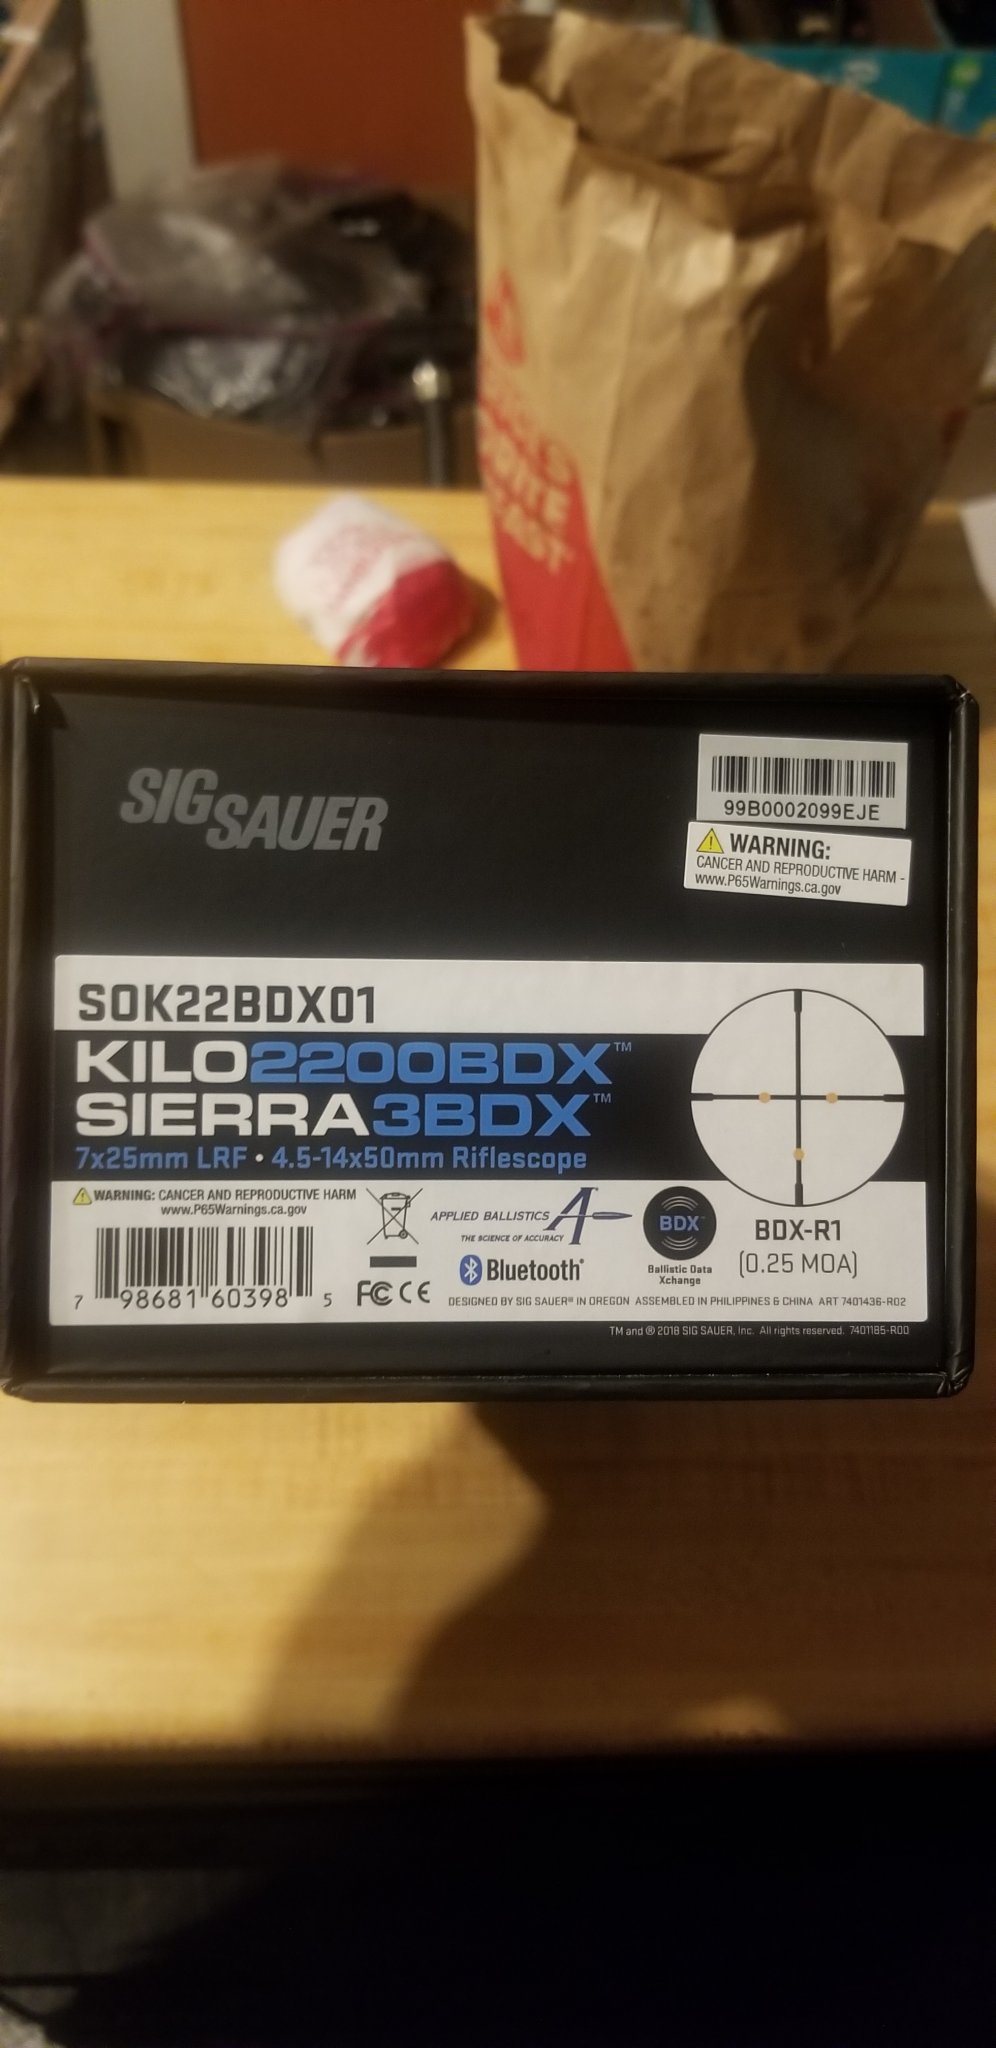 SIG SAUER
99B0002099EJE
WARNING:
CANCER AND REPRODUCTIVE HARM -
www.P65Warnings.ca.gov
SOK22BDX01
KILO2200BDX™
SIERRA3BDX™
7x25mm LRF • 4.5-14x50mm Riflescope
WARNING: CANCER AND REPRODUCTIVE HARM
www.P65Warnings.ca.gov
7 98681 60398 5
FC CE
APPLIED BALLISTICS A
THE SCIENCE OF ACCURACY
Bluetooth®
BDX™
Ballistic Data
Xchange
BDX-R1
(0.25 MOA)
DESIGNED BY SIG SAUER® IN OREGON ASSEMBLED IN PHILIPPINES & CHINA ART 7401436-R02
TM and ® 2018 SIG SAUER, Inc. All rights reserved. 7401185-R00